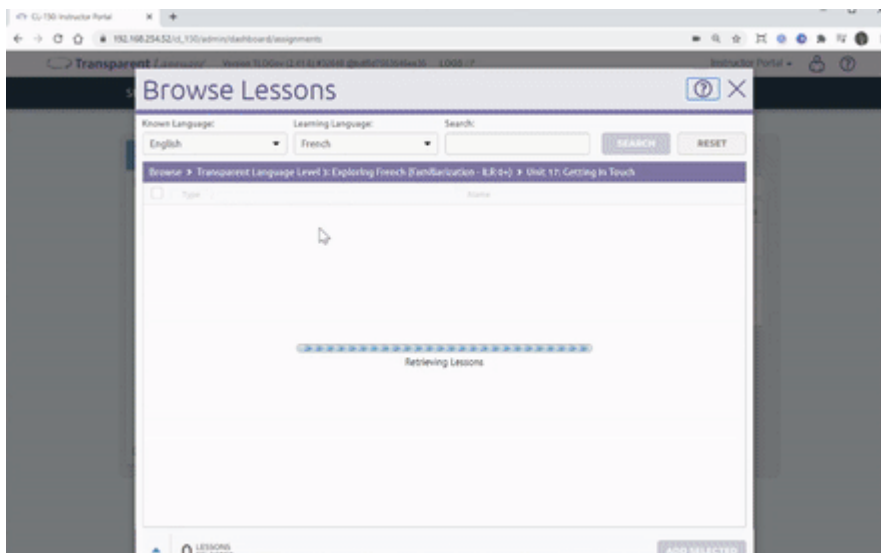 CL-150 Instructor Portal
Transparent Language
Instructor Portal
Browse Lessons
Known Language:
Learning Language:
Search:
English
French
SEARCH
RESET
Browse > Transparent Language Level 3: Exploring French (Familiarization - ILR 0+) > Unit 17: Getting in Touch
Type
Name
Retrieving Lessons
0 LESSONS
ADD SELECTED